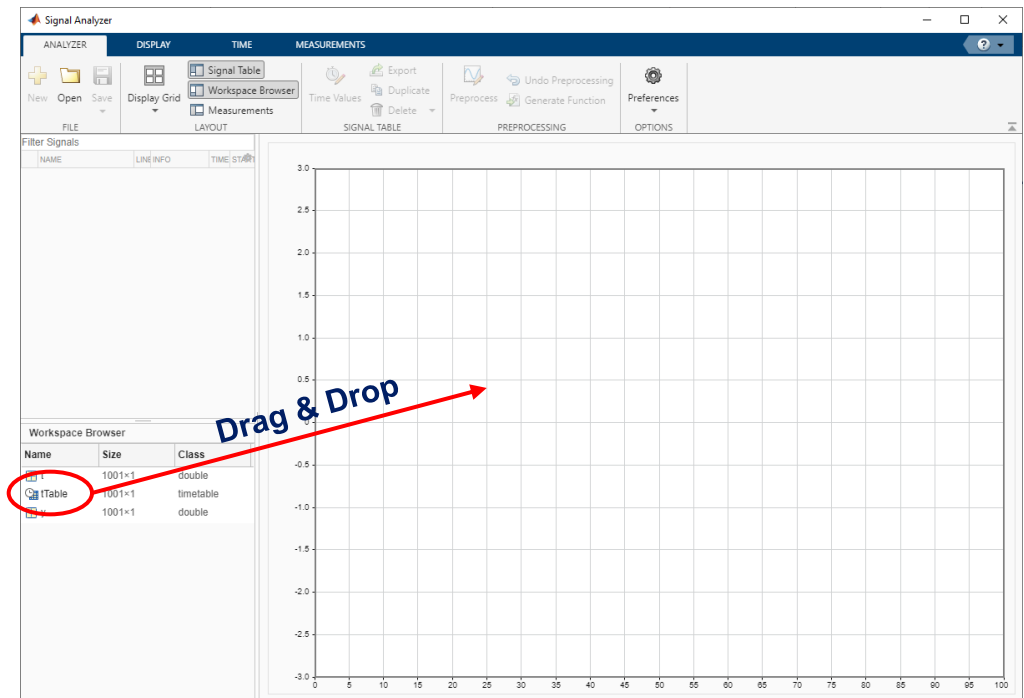 Signal Analyzer
ANALYZER DISPLAY TIME MEASUREMENTS
New Open Save Display Grid Signal Table Workspace Browser Measurements Time Values Export Duplicate Delete Preprocess Undo Preprocessing Generate Function Preferences
FILE LAYOUT SIGNAL TABLE PREPROCESSING OPTIONS
Filter Signals
NAME LINE INFO TIME START
3.0
2.5
2.0
1.5
1.0
0.5
Drag & Drop
0
Workspace Browser
Name Size Class
t 1001×1 double
tTable 1001×1 timetable
y 1001×1 double
-0.5
-1.0
-1.5
-2.0
-2.5
-3.0
0 5 10 15 20 25 30 35 40 45 50 55 60 65 70 75 80 85 90 95 100